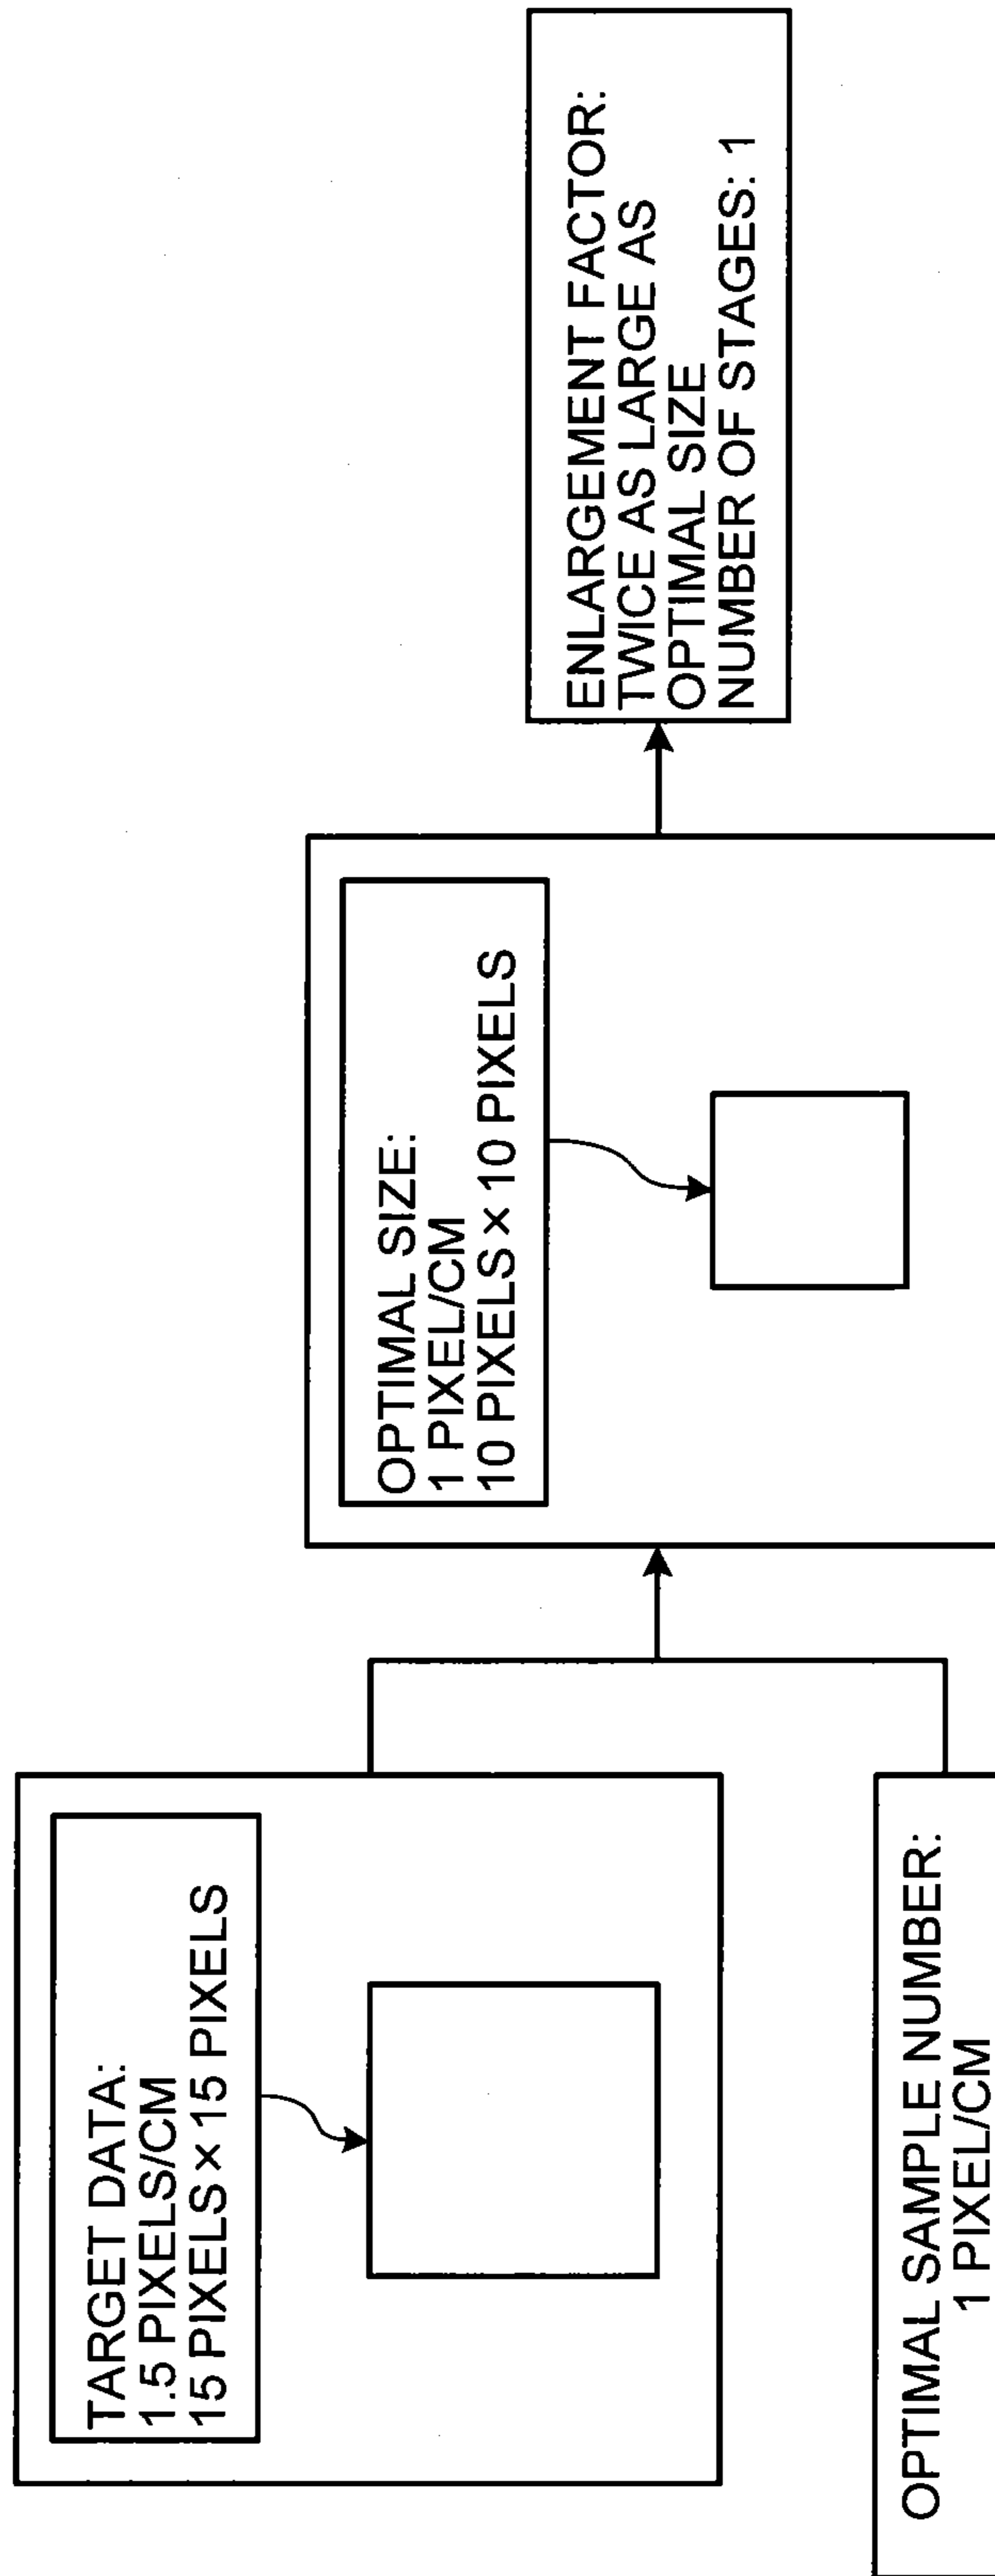 TARGET DATA:
1.5 PIXELS/CM
15 PIXELS × 15 PIXELS
OPTIMAL SAMPLE NUMBER:
1 PIXEL/CM
OPTIMAL SIZE:
1 PIXEL/CM
10 PIXELS × 10 PIXELS
ENLARGEMENT FACTOR:
TWICE AS LARGE AS
OPTIMAL SIZE
NUMBER OF STAGES: 1